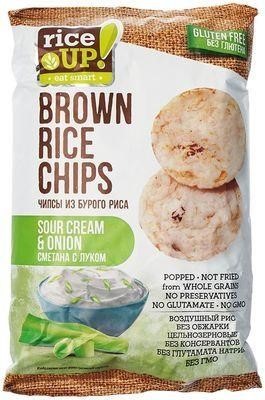 rice
UP!
eat smart
GLUTEN FREE
БЕЗ ГЛЮТЕНА
BROWN
RICE
CHIPS
ЧИПСЫ ИЗ БУРОГО РИСА
SOUR CREAM
& ONION
СМЕТАНА С ЛУКОМ
POPPED • NOT FRIED
from WHOLE GRAINS
NO PRESERVATIVES
NO GLUTAMATE • NO GMO
ВОЗДУШНЫЙ РИС
БЕЗ ОБЖАРКИ
ЦЕЛЬНОЗЕРНОВЫЕ
БЕЗ КОНСЕРВАНТОВ
БЕЗ ГЛУТАМАТА НАТРИЯ
БЕЗ ГМО